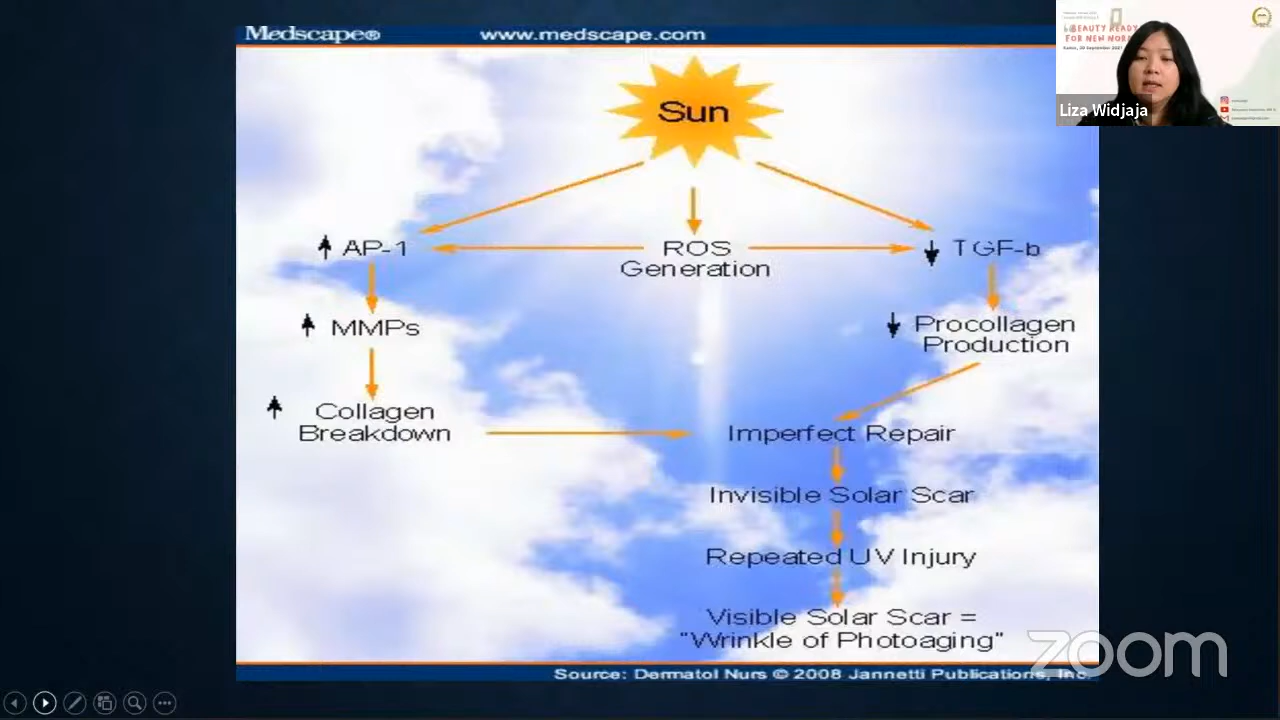 Medscape® www.medscape.com
Sun
AP-1
ROS
Generation
TGF-b
MMPs
Procollagen
Production
Collagen
Breakdown
Imperfect Repair
Invisible Solar Scar
Repeated UV Injury
Visible Solar Scar =
"Wrinkle of Photoaging"
Source: Dermatol Nurs © 2008 Jannetti Publications, Inc.
zoom
BEAUTY READY
FOR NEW NOR
Liza Widjaja